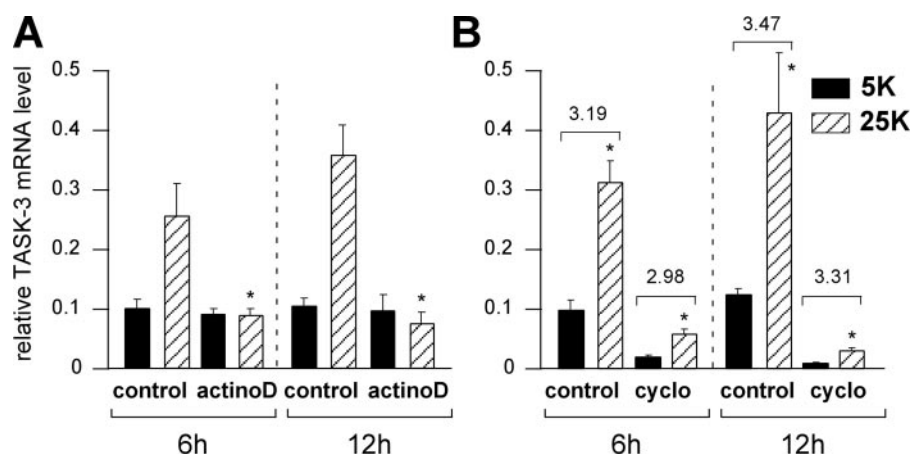 A
relative TASK-3 mRNA level
0.5
0.4
0.3
0.2
0.1
0
*
*
control actinoD control actinoD
6h 12h
B
0.5
0.4
0.3
0.2
0.1
0
3.19
*
2.98
*
3.47
*
3.31
*
control cyclo control cyclo
6h 12h
5K
25K